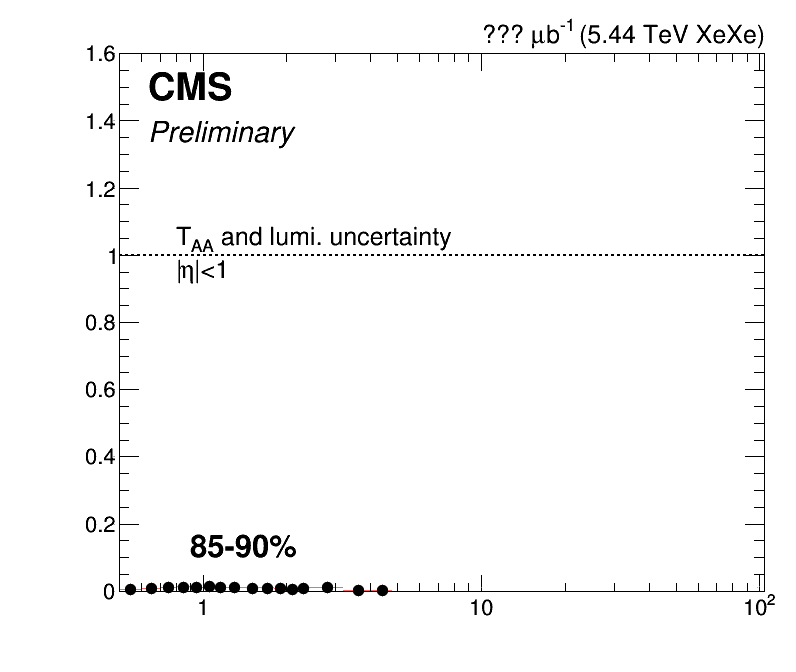 ??? μb⁻¹ (5.44 TeV XeXe)
1.6
CMS
Preliminary
1.4
1.2
T_AA and lumi. uncertainty
1
|η|<1
0.8
0.6
0.4
0.2
85-90%
0
1 10 10²